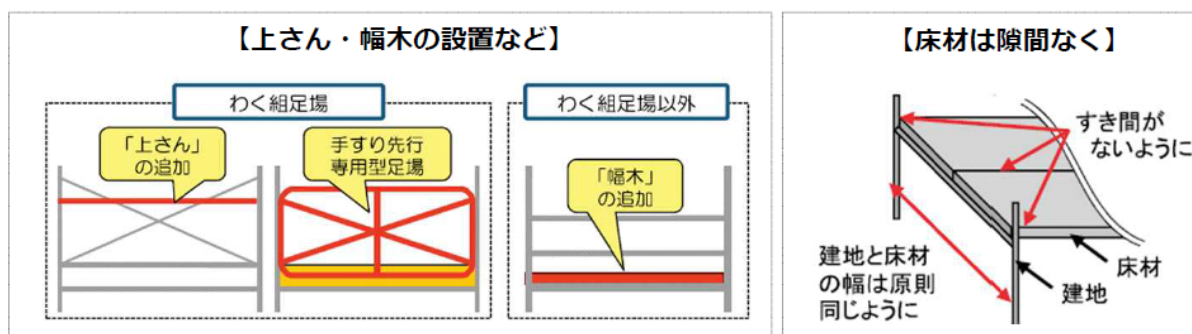 【上さん・幅木の設置など】
わく組足場
「上さん」
の追加
手すり先行
専用型足場
わく組足場以外
「幅木」
の追加
【床材は隙間なく】
すき間が
ないように
床材
建地
建地と床材
の幅は原則
同じように